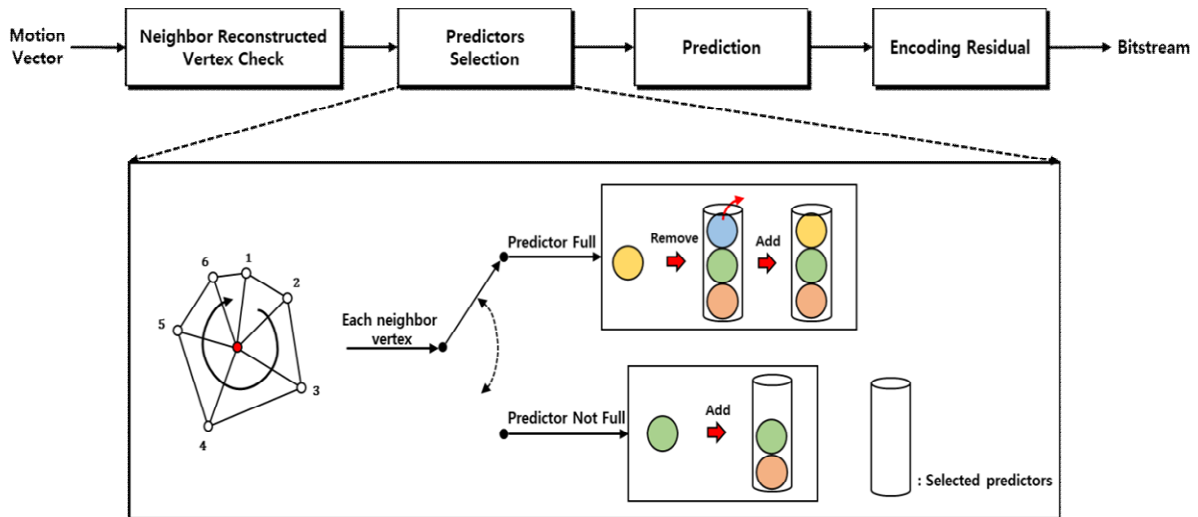 Motion
Vector
Neighbor Reconstructed
Vertex Check
Predictors
Selection
Prediction
Encoding Residual
Bitstream
Predictor Full
Remove
Add
6
1
2
5
3
4
Each neighbor
vertex
Predictor Not Full
Add
: Selected predictors